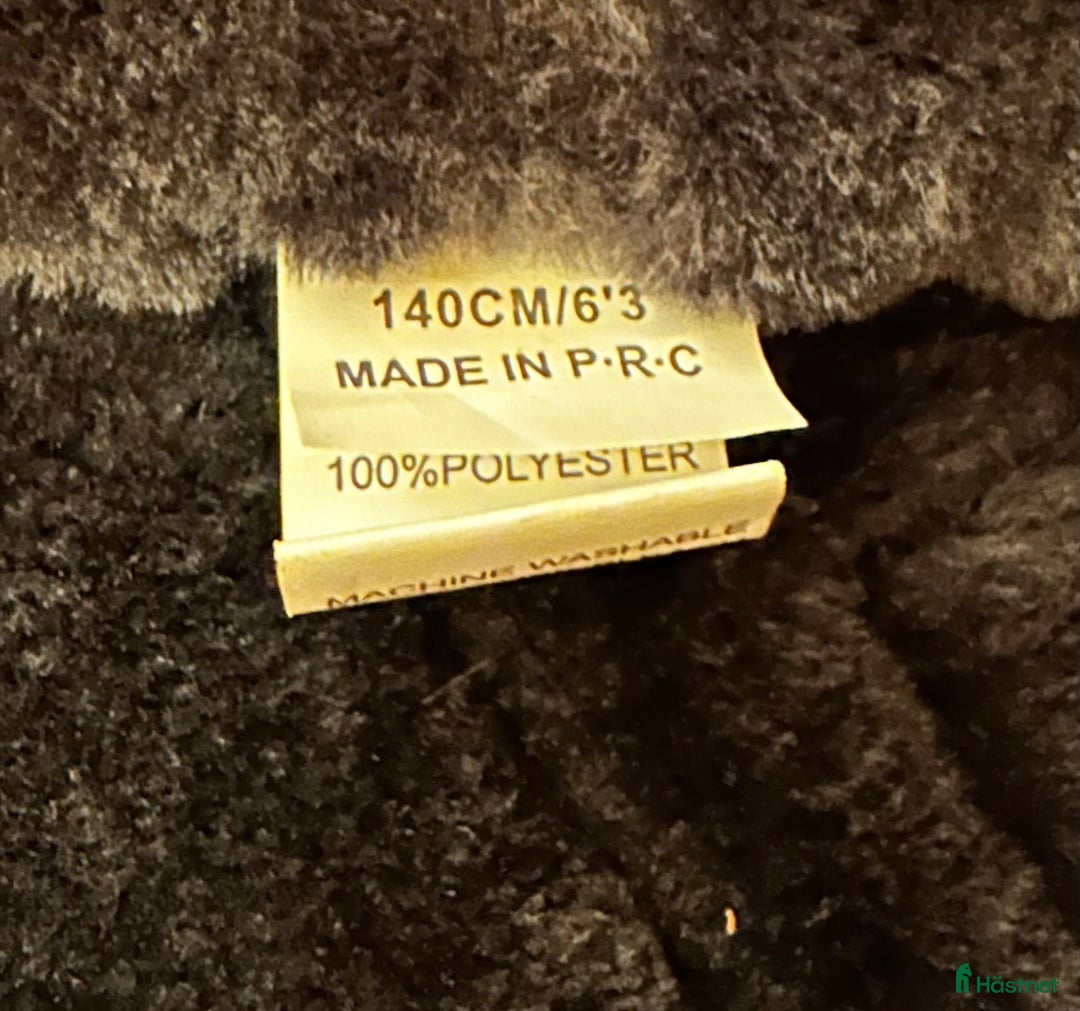 140CM/6'3
MADE IN P·R·C
100%POLYESTER
MACHINE WASHABLE
Hästnet